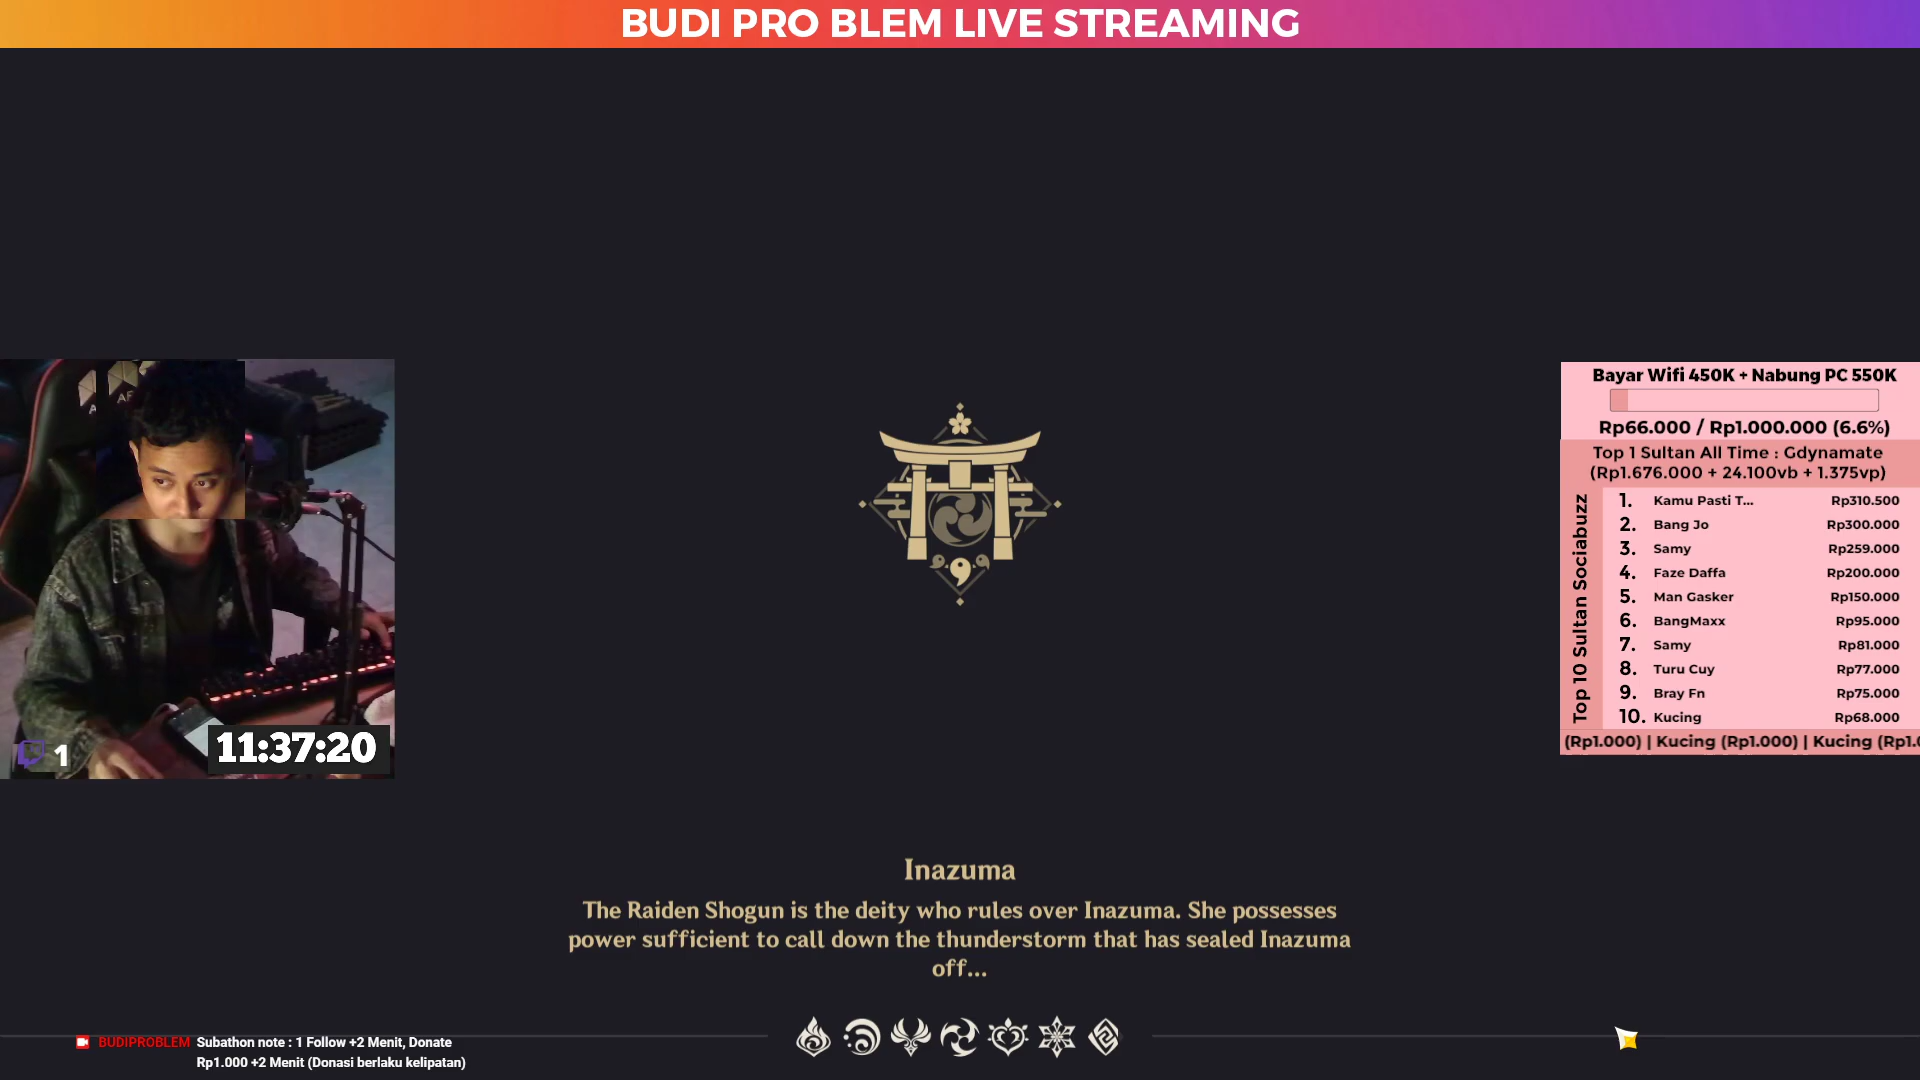 BUDI PRO BLEM LIVE STREAMING
11:37:20
1
Bayar Wifi 450K + Nabung PC 550K
Rp66.000 / Rp1.000.000 (6.6%)
Top 1 Sultan All Time : Gdynamate
(Rp1.676.000 + 24.100vb + 1.375vp)
Top 10 Sultan Sociabuzz
1. Kamu Pasti T... Rp310.500
2. Bang Jo Rp300.000
3. Samy Rp259.000
4. Faze Daffa Rp200.000
5. Man Gasker Rp150.000
6. BangMaxx Rp95.000
7. Samy Rp81.000
8. Turu Cuy Rp77.000
9. Bray Fn Rp75.000
10. Kucing Rp68.000
(Rp1.000) | Kucing (Rp1.000) | Kucing (Rp1.0
Inazuma
The Raiden Shogun is the deity who rules over Inazuma. She possesses
power sufficient to call down the thunderstorm that has sealed Inazuma
off...
BUDIPROBLEM Subathon note : 1 Follow +2 Menit, Donate
Rp1.000 +2 Menit (Donasi berlaku kelipatan)